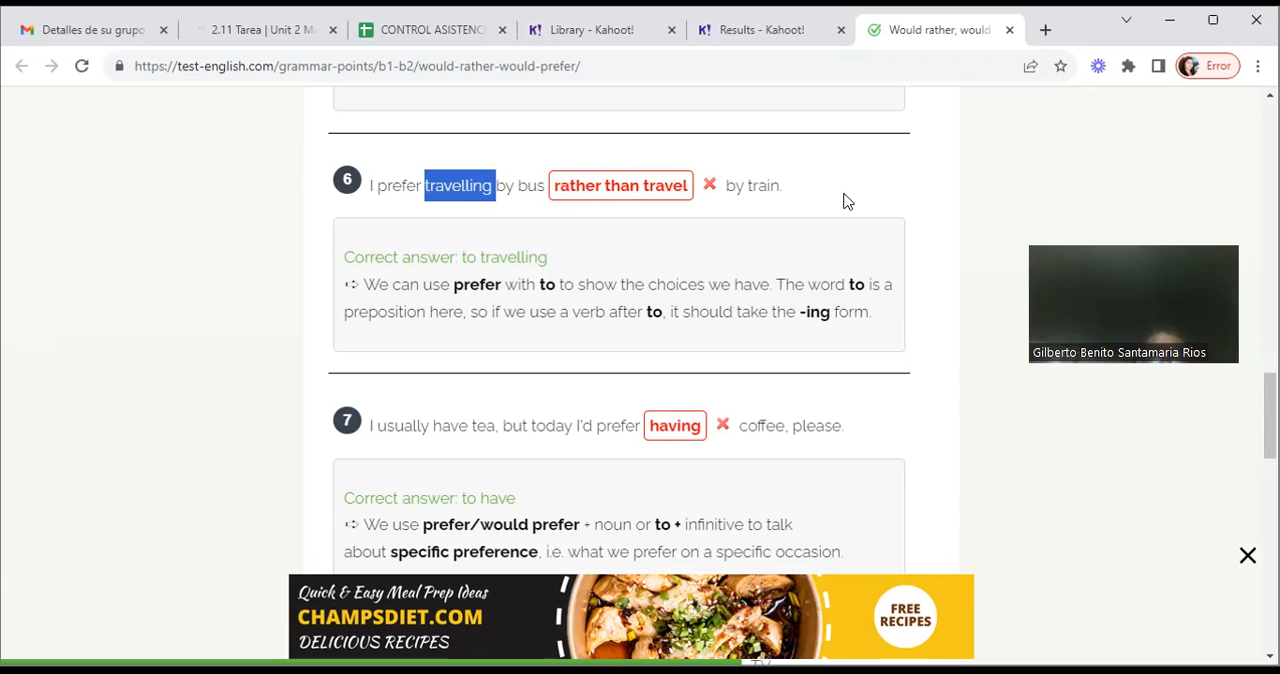 Detalles de su grupo
2.11 Tarea | Unit 2 M
CONTROL ASISTENC
K! Library - Kahoot!
K! Results - Kahoot!
Would rather, would
https://test-english.com/grammar-points/b1-b2/would-rather-would-prefer/
Error
6 I prefer travelling by bus rather than travel by train.
Correct answer: to travelling
We can use prefer with to to show the choices we have. The word to is a
preposition here, so if we use a verb after to, it should take the -ing form.
Gilberto Benito Santamaria Rios
7 I usually have tea, but today I'd prefer having coffee, please.
Correct answer: to have
We use prefer/would prefer + noun or to + infinitive to talk
about specific preference, i.e. what we prefer on a specific occasion.
Quick & Easy Meal Prep Ideas
CHAMPSDIET.COM
DELICIOUS RECIPES
FREE
RECIPES